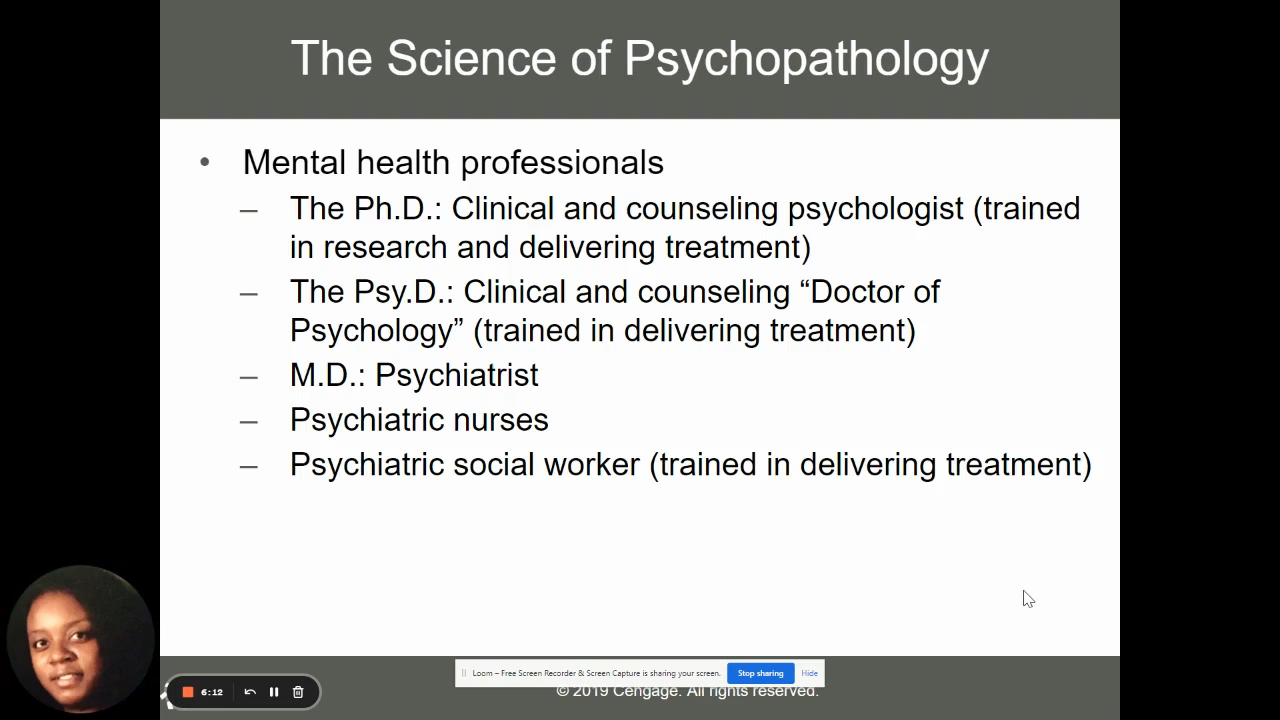 The Science of Psychopathology
• Mental health professionals
– The Ph.D.: Clinical and counseling psychologist (trained
in research and delivering treatment)
– The Psy.D.: Clinical and counseling “Doctor of
Psychology” (trained in delivering treatment)
– M.D.: Psychiatrist
– Psychiatric nurses
– Psychiatric social worker (trained in delivering treatment)
Loom – Free Screen Recorder & Screen Capture is sharing your screen. Stop sharing Hide
© 2019 Cengage. All rights reserved.
6:12